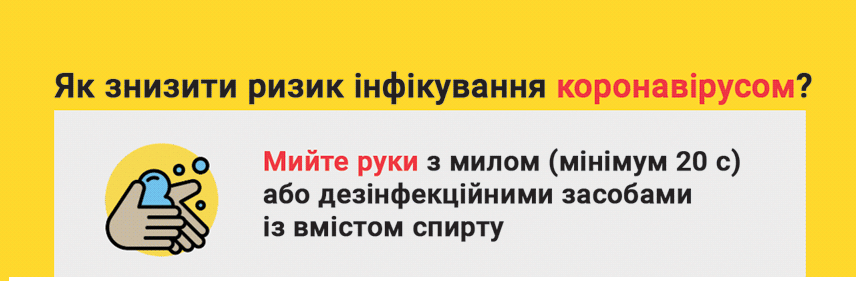 Як знизити ризик інфікування коронавірусом?
Мийте руки з милом (мінімум 20 с)
або дезінфекційними засобами
із вмістом спирту